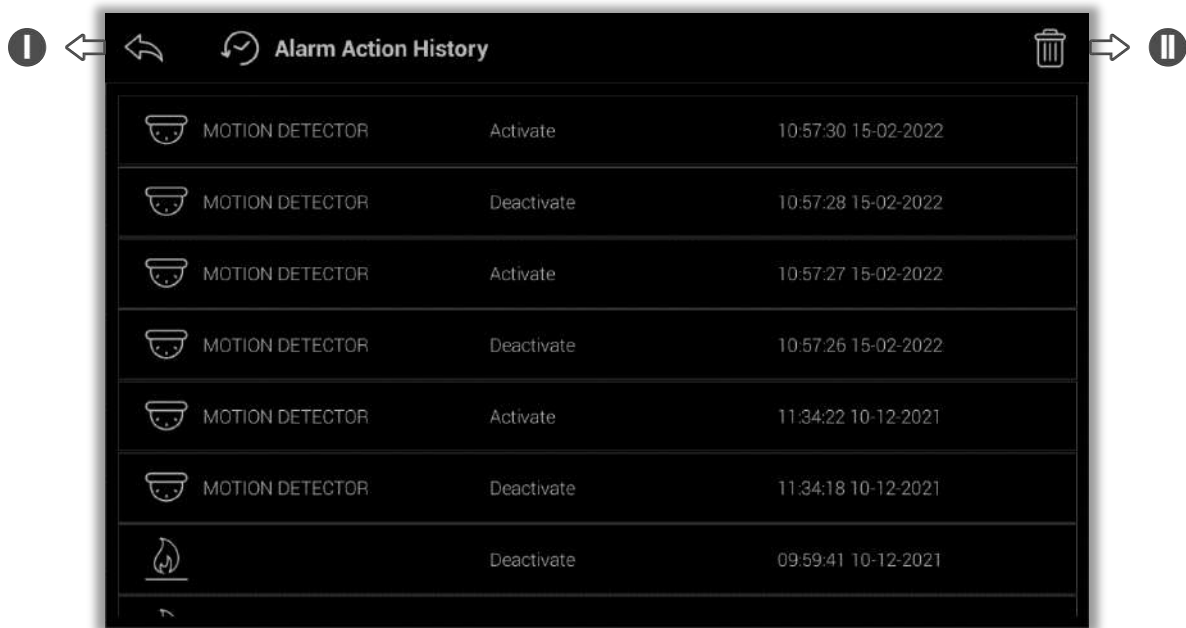 I
Alarm Action History
II
MOTION DETECTOR Activate 10:57:30 15-02-2022
MOTION DETECTOR Deactivate 10:57:28 15-02-2022
MOTION DETECTOR Activate 10:57:27 15-02-2022
MOTION DETECTOR Deactivate 10:57:26 15-02-2022
MOTION DETECTOR Activate 11:34:22 10-12-2021
MOTION DETECTOR Deactivate 11:34:18 10-12-2021
Deactivate 09:59:41 10-12-2021